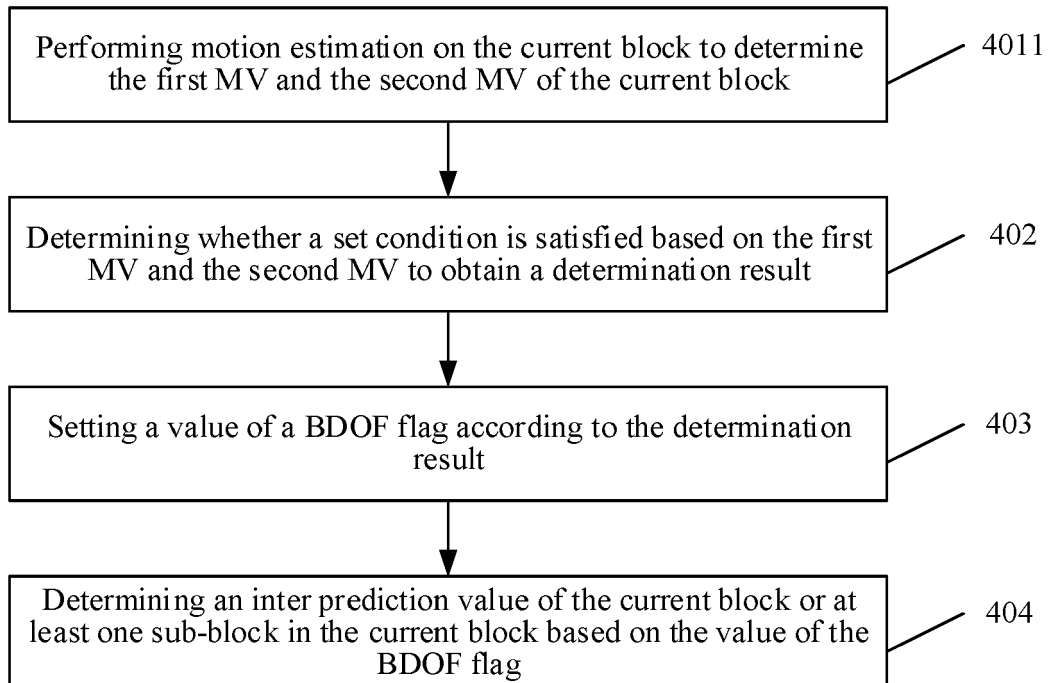 Performing motion estimation on the current block to determine
the first MV and the second MV of the current block
4011
Determining whether a set condition is satisfied based on the first
MV and the second MV to obtain a determination result
402
Setting a value of a BDOF flag according to the determination
result
403
Determining an inter prediction value of the current block or at
least one sub-block in the current block based on the value of the
BDOF flag
404